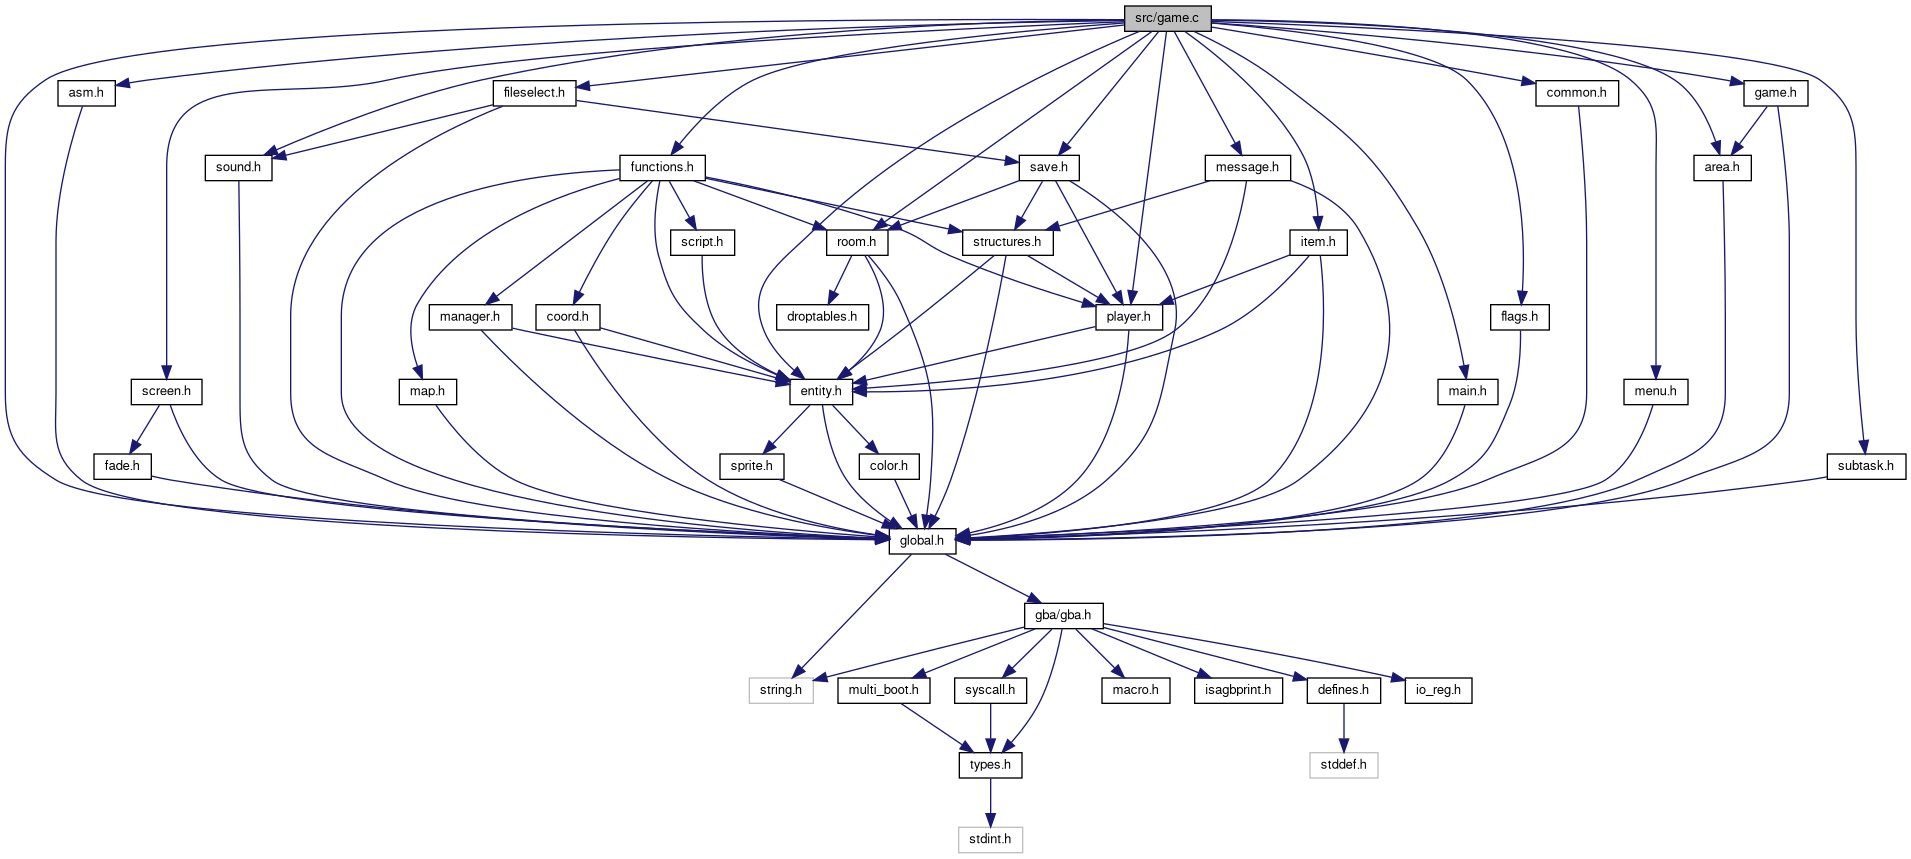 src/game.c
asm.h
fileselect.h
common.h
game.h
sound.h
functions.h
save.h
message.h
area.h
script.h
room.h
structures.h
item.h
manager.h
coord.h
droptables.h
player.h
flags.h
screen.h
map.h
entity.h
main.h
menu.h
fade.h
sprite.h
color.h
subtask.h
global.h
gba/gba.h
string.h
multi_boot.h
syscall.h
macro.h
isagbprint.h
defines.h
io_reg.h
types.h
stddef.h
stdint.h